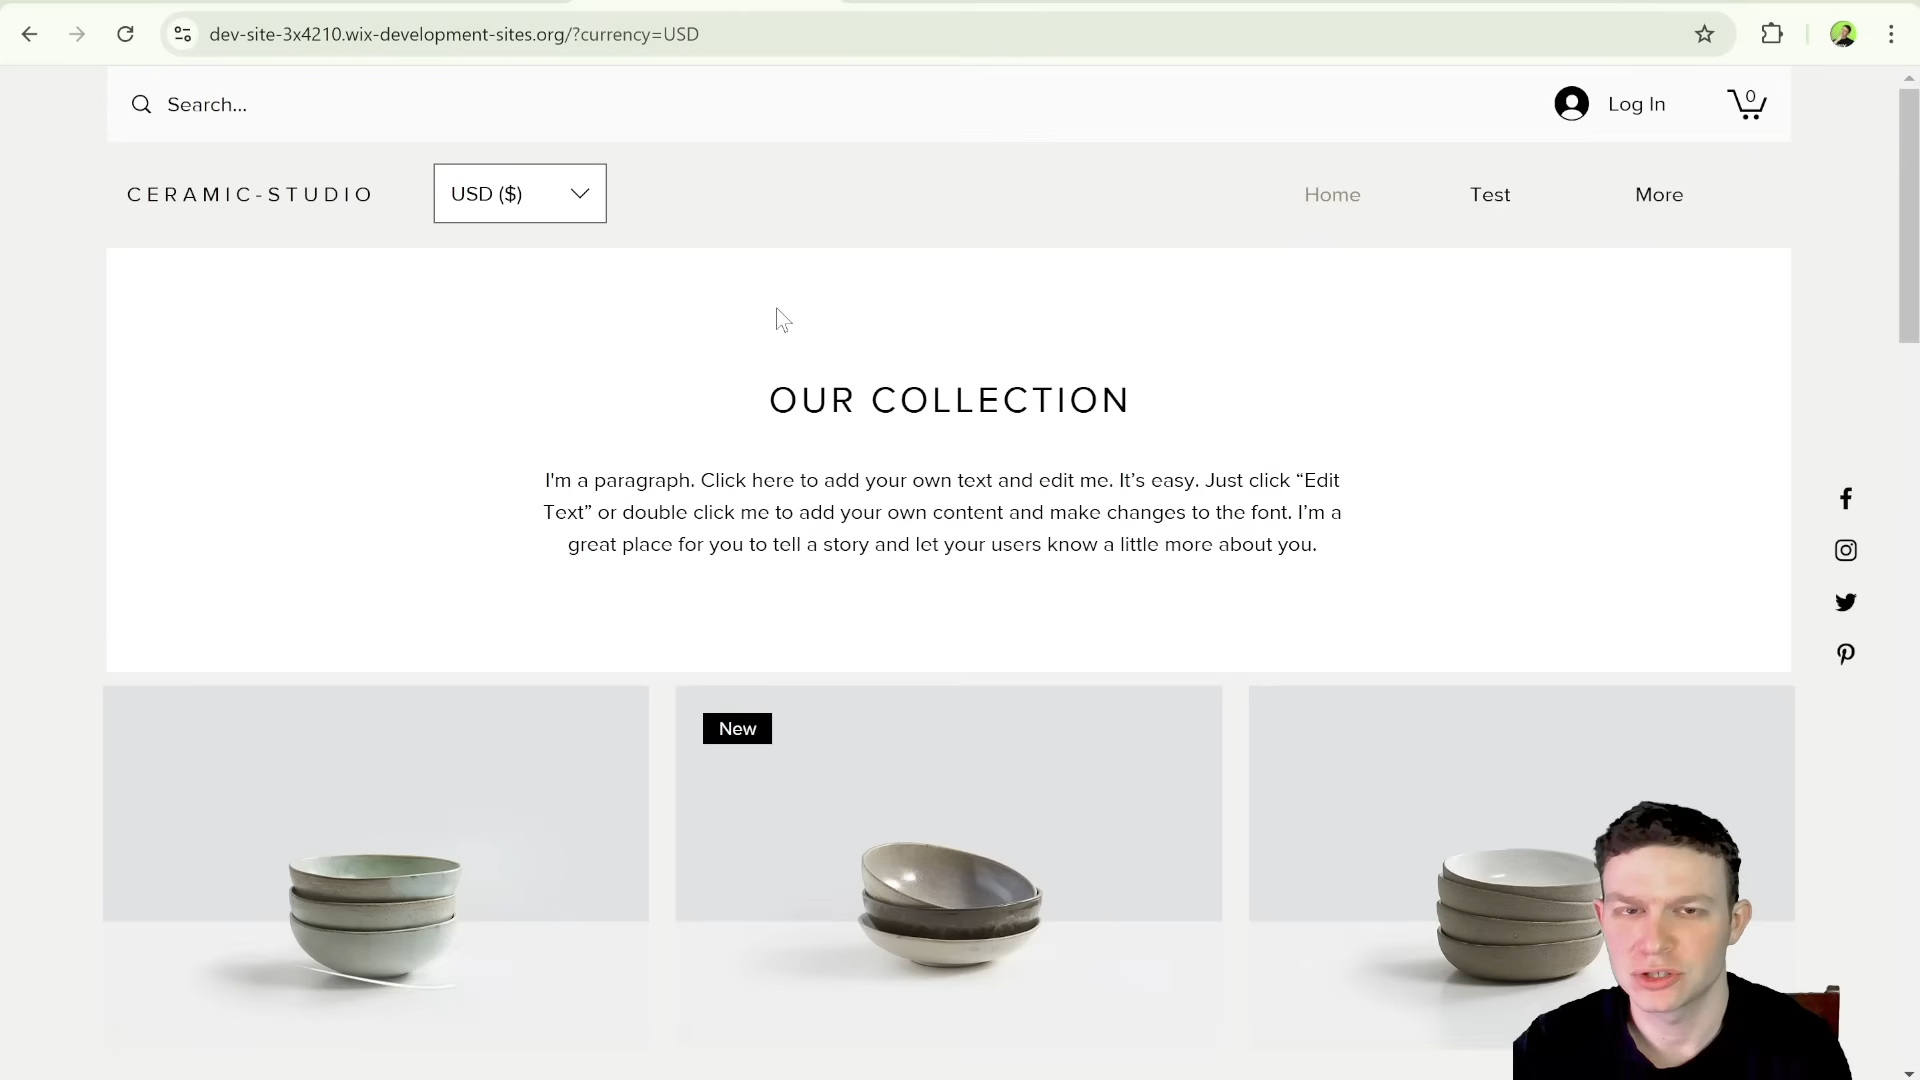 dev-site-3x4210.wix-development-sites.org/?currency=USD
Search...
Log In
0
CERAMIC-STUDIO
USD ($)
Home
Test
More
OUR COLLECTION
I'm a paragraph. Click here to add your own text and edit me. It’s easy. Just click “Edit
Text” or double click me to add your own content and make changes to the font. I’m a
great place for you to tell a story and let your users know a little more about you.
New